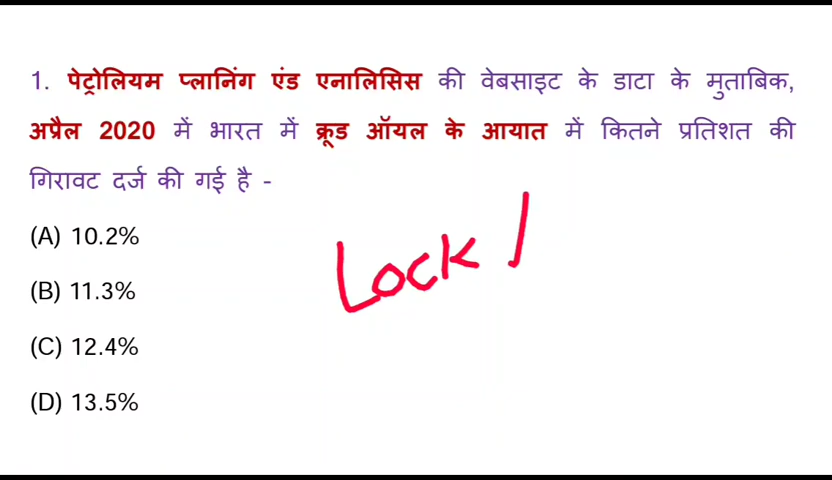 1. पेट्रोलियम प्लानिंग एंड एनालिसिस की वेबसाइट के डाटा के मुताबिक,
अप्रैल 2020 में भारत में क्रूड ऑयल के आयात में कितने प्रतिशत की
गिरावट दर्ज की गई है -
(A) 10.2%
Lock
(B) 11.3%
(C) 12.4%
(D) 13.5%